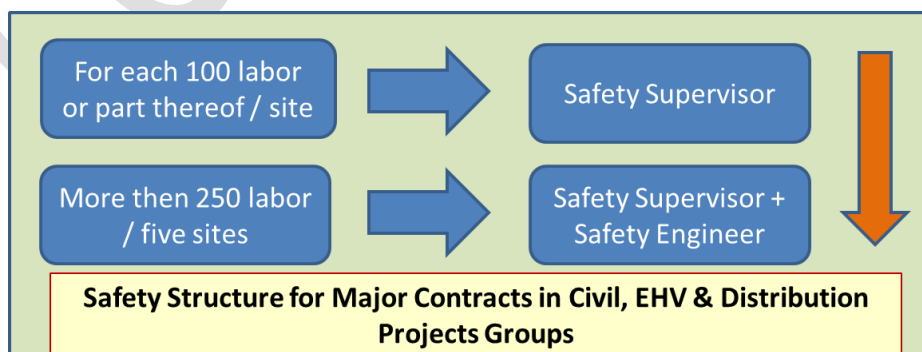 For each 100 labor
or part thereof / site
Safety Supervisor
More then 250 labor
/ five sites
Safety Supervisor +
Safety Engineer
Safety Structure for Major Contracts in Civil, EHV & Distribution
Projects Groups